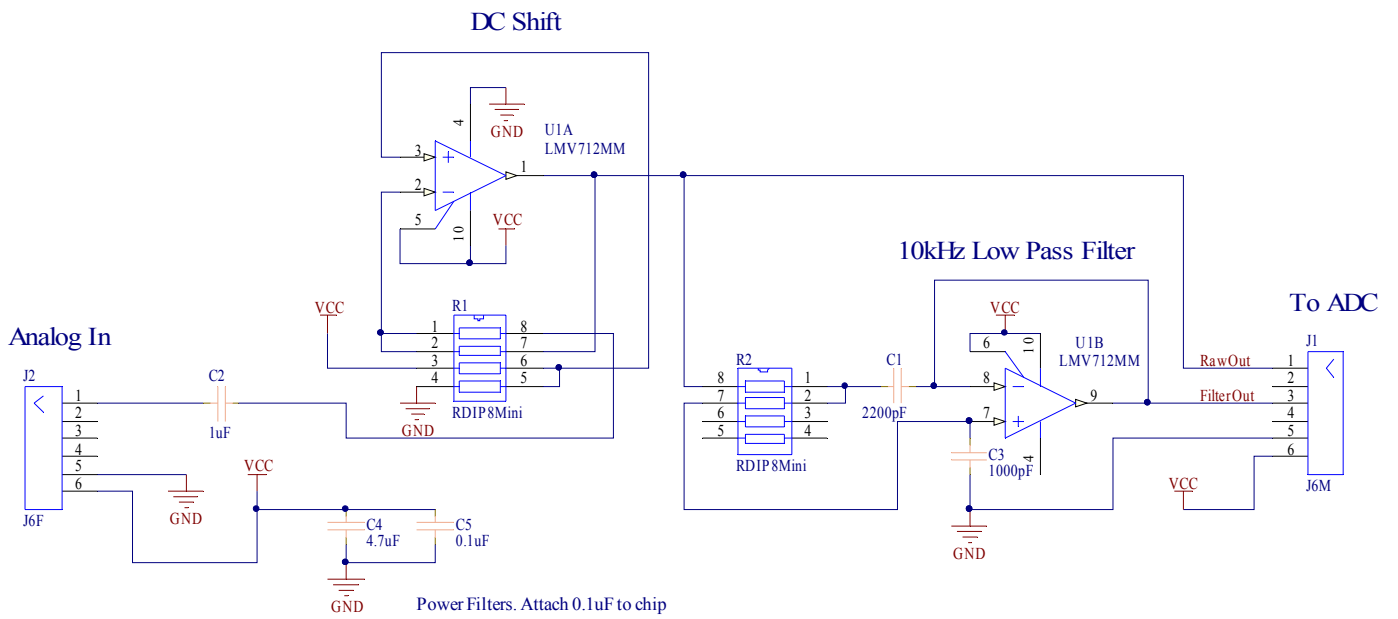 DC Shift
4
GND
U1A
LMV712MM
3
+
1
2
−
5
10
VCC
10kHz Low Pass Filter
To ADC
VCC
R1
1
8
2
7
3
6
4
5
GND
RDIP8Mini
Analog In
J2
1
2
3
4
5
6
J6F
C2
1uF
GND
VCC
C4
4.7uF
C5
0.1uF
GND
Power Filters. Attach 0.1uF to chip
R2
8
1
7
2
6
3
5
4
RDIP8Mini
C1
2200pF
VCC
6
10
U1B
LMV712MM
8
−
9
7
+
4
C3
1000pF
GND
J1
RawOut
1
2
FilterOut
3
4
5
6
J6M
VCC